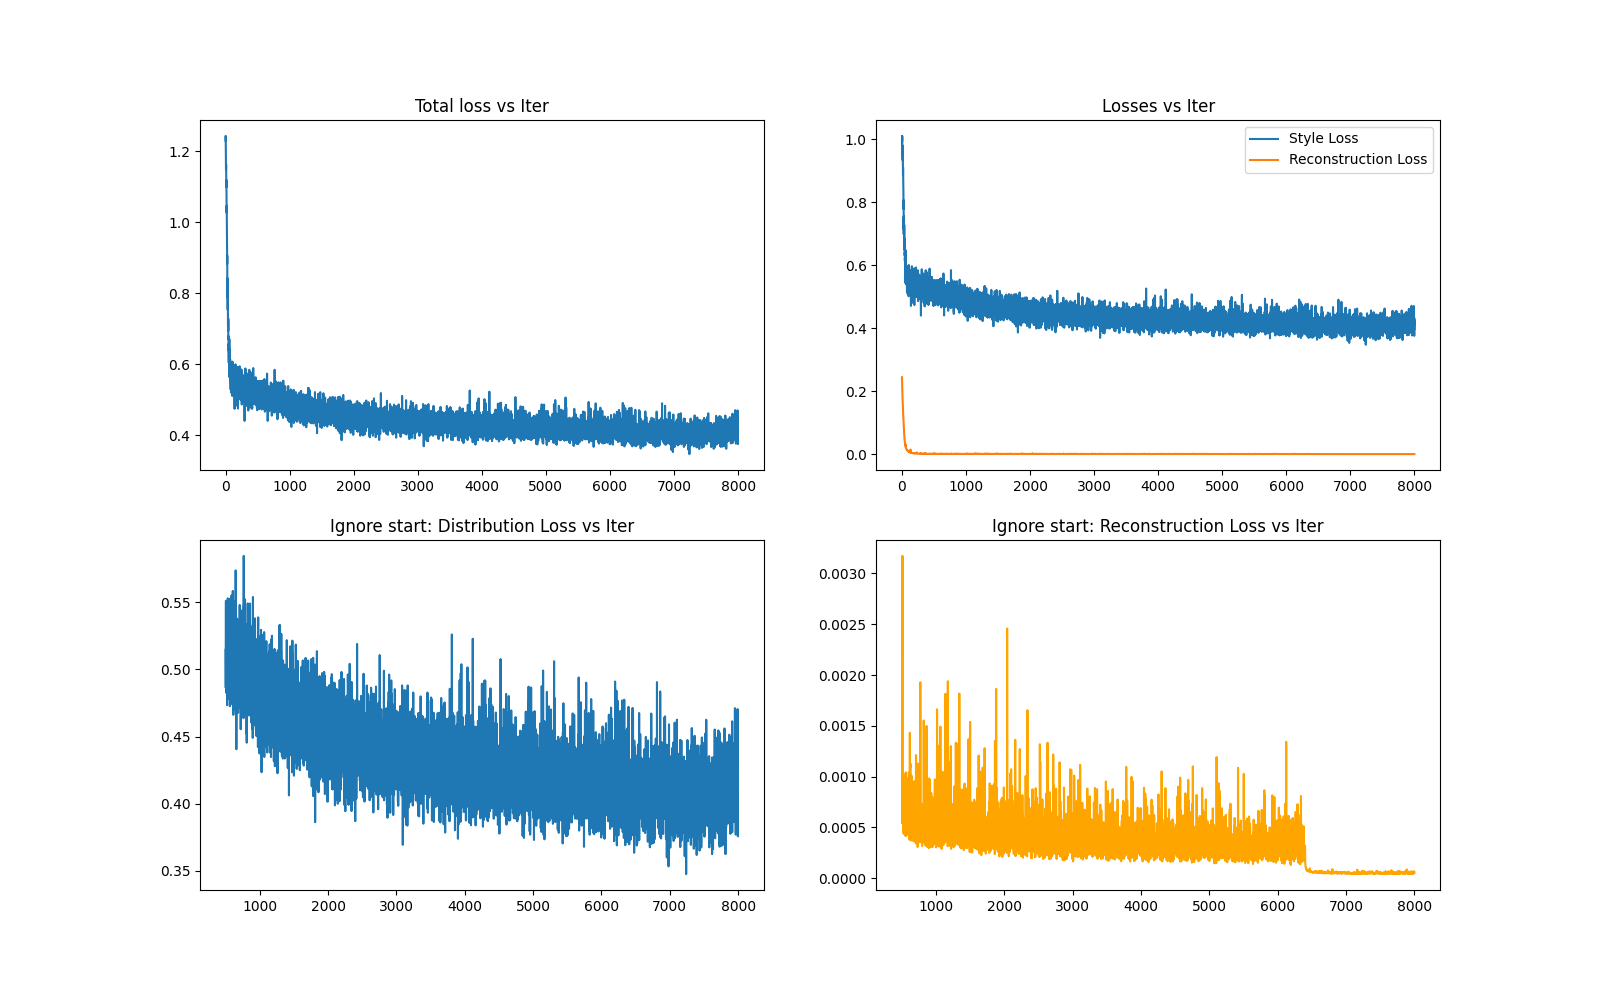 Total loss vs Iter
1.2
1.0
0.8
0.6
0.4
0 1000 2000 3000 4000 5000 6000 7000 8000
Losses vs Iter
Style Loss
Reconstruction Loss
1.0
0.8
0.6
0.4
0.2
0.0
0 1000 2000 3000 4000 5000 6000 7000 8000
Ignore start: Distribution Loss vs Iter
0.55
0.50
0.45
0.40
0.35
1000 2000 3000 4000 5000 6000 7000 8000
Ignore start: Reconstruction Loss vs Iter
0.0030
0.0025
0.0020
0.0015
0.0010
0.0005
0.0000
1000 2000 3000 4000 5000 6000 7000 8000